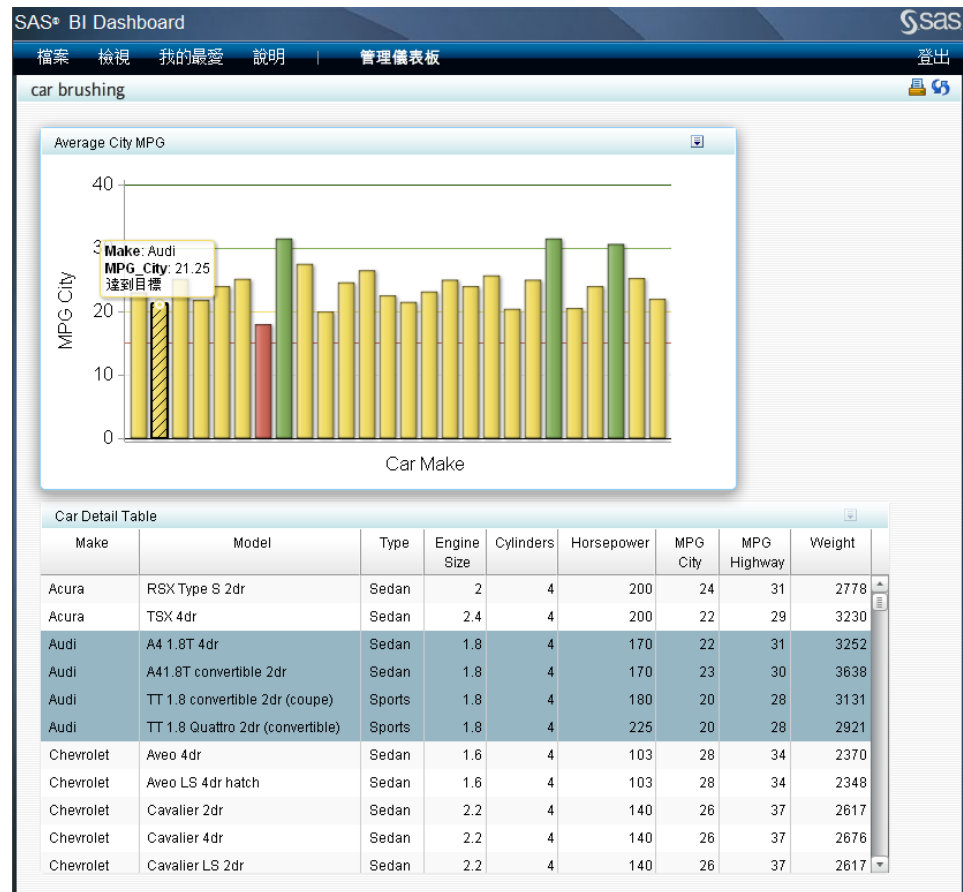 SAS® BI Dashboard
sas
檔案 檢視 我的最愛 說明 | 管理儀表板 登出
car brushing
Average City MPG
40
3
20
10
0
MPG City
Make: Audi
MPG_City: 21.25
達到目標
Car Make
Car Detail Table
Make Model Type Engine Size Cylinders Horsepower MPG City MPG Highway Weight
Acura RSX Type S 2dr Sedan 2 4 200 24 31 2778
Acura TSX 4dr Sedan 2.4 4 200 22 29 3230
Audi A4 1.8T 4dr Sedan 1.8 4 170 22 31 3252
Audi A41.8T convertible 2dr Sedan 1.8 4 170 23 30 3638
Audi TT 1.8 convertible 2dr (coupe) Sports 1.8 4 180 20 28 3131
Audi TT 1.8 Quattro 2dr (convertible) Sports 1.8 4 225 20 28 2921
Chevrolet Aveo 4dr Sedan 1.6 4 103 28 34 2370
Chevrolet Aveo LS 4dr hatch Sedan 1.6 4 103 28 34 2348
Chevrolet Cavalier 2dr Sedan 2.2 4 140 26 37 2617
Chevrolet Cavalier 4dr Sedan 2.2 4 140 26 37 2676
Chevrolet Cavalier LS 2dr Sedan 2.2 4 140 26 37 2617